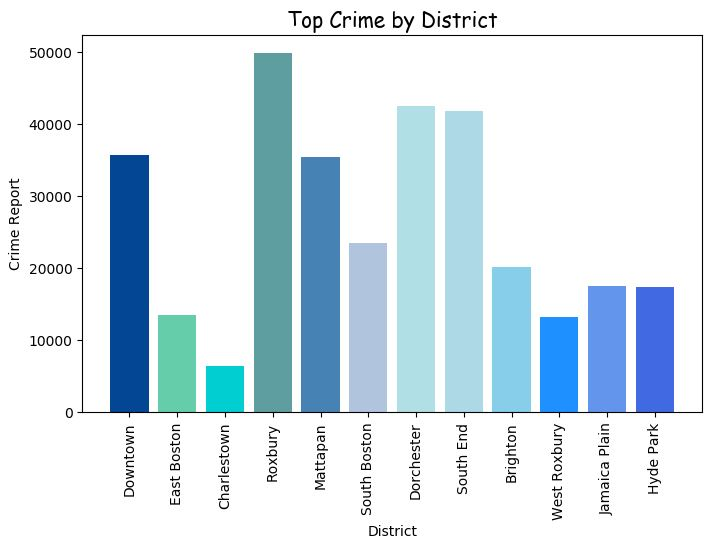 Top Crime by District
50000
40000
30000
20000
10000
0
Crime Report
Downtown
East Boston
Charlestown
Roxbury
Mattapan
South Boston
Dorchester
South End
Brighton
West Roxbury
Jamaica Plain
Hyde Park
District